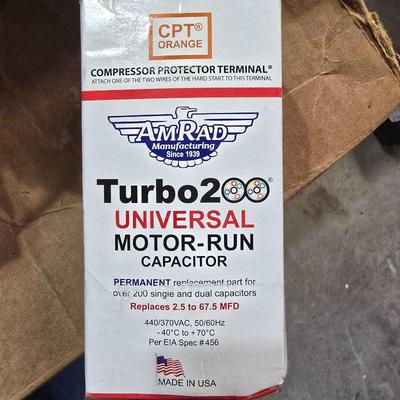 CPT®
ORANGE
COMPRESSOR PROTECTOR TERMINAL®
ATTACH ONE OF THE TWO WIRES OF THE HARD START TO THIS TERMINAL
AMRAD
Manufacturing
Since 1939
Turbo200®
UNIVERSAL
MOTOR-RUN
CAPACITOR
PERMANENT replacement part for
over 200 single and dual capacitors
Replaces 2.5 to 67.5 MFD
440/370VAC, 50/60Hz
- 40°C to +70°C
Per EIA Spec #456
MADE IN USA